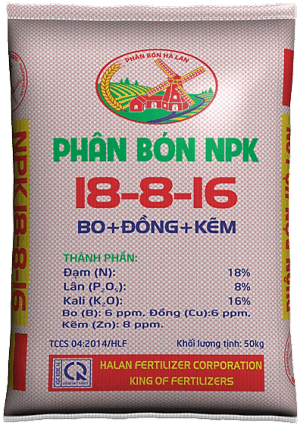 PHÂN BÓN HÀ LAN
PHÂN BÓN NPK
18-8-16
BO+ĐỒNG+KẼM
NPK 18-8-16
THÀNH PHẦN:
Đạm (N): 18%
Lân (P₂O₅): 8%
Kali (K₂O): 16%
Bo (B): 6 ppm, Đồng (Cu):6 ppm,
Kẽm (Zn): 8 ppm.
TCCS 04:2014/HLF Khối lượng tịnh: 50kg
HALAN FERTILIZER CORPORATION
KING OF FERTILIZERS